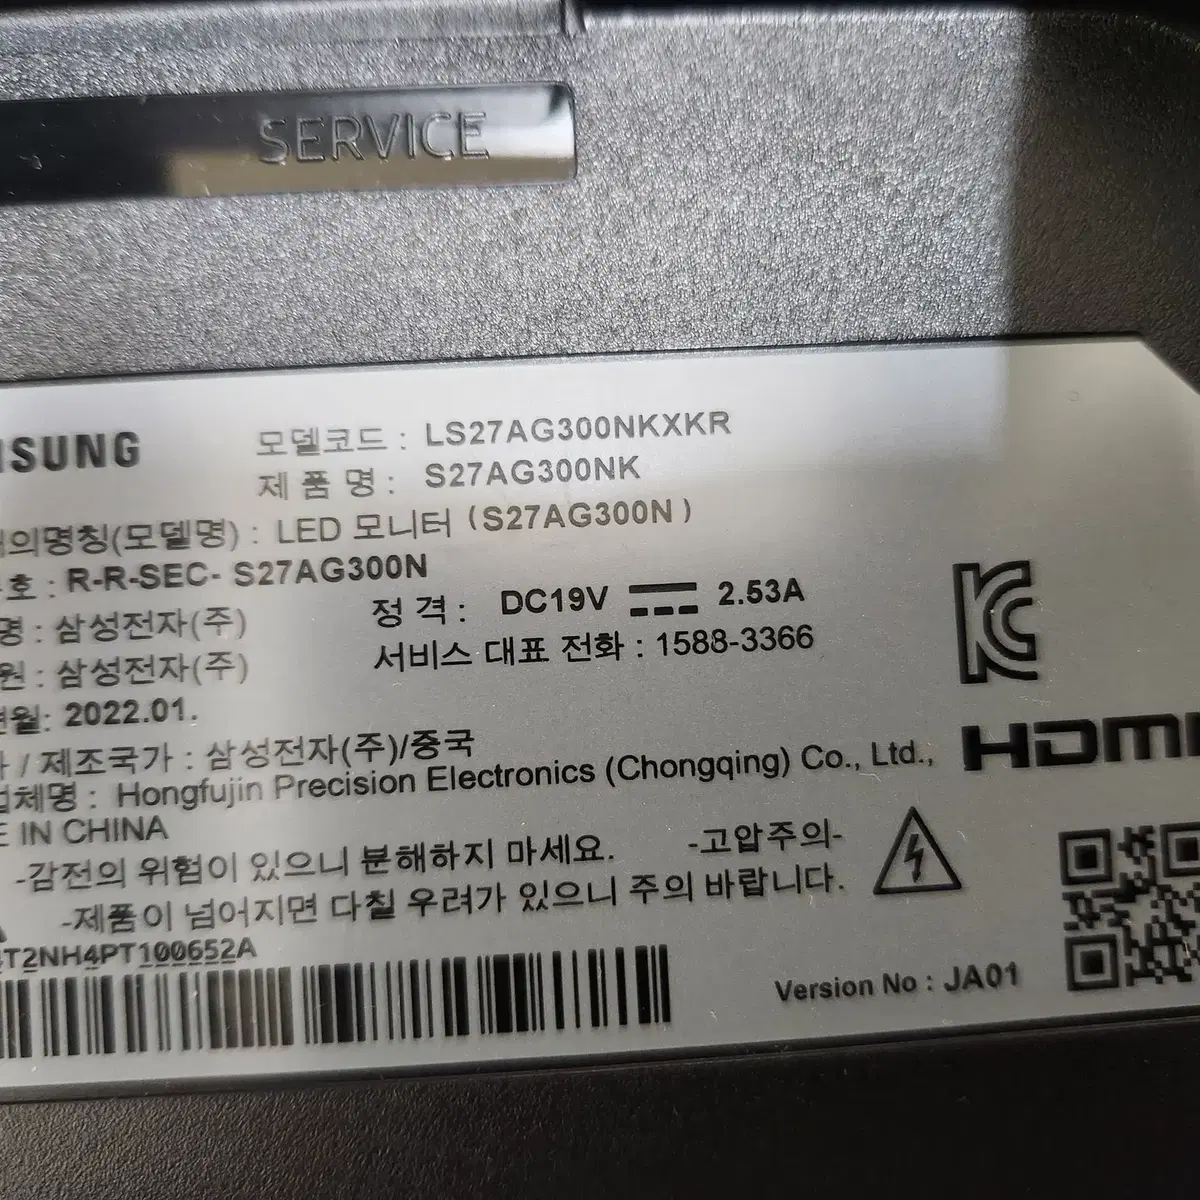 SERVICE
SUNG
모델코드 : LS27AG300NKXKR
제 품 명 : S27AG300NK
의명칭(모델명) : LED 모니터 (S27AG300N)
호 : R-R-SEC- S27AG300N
명 : 삼성전자(주)
정 격 : DC19V 2.53A
원 : 삼성전자(주)
서비스 대표 전화 : 1588-3366
월: 2022.01.
/ 제조국가 : 삼성전자(주)/중국
업체명 : Hongfujin Precision Electronics (Chongqing) Co., Ltd.,
IN CHINA
HDMI
-감전의 위험이 있으니 분해하지 마세요.
-고압주의-
-제품이 넘어지면 다칠 우려가 있으니 주의 바랍니다.
T2NH4PT100652A
Version No : JA01